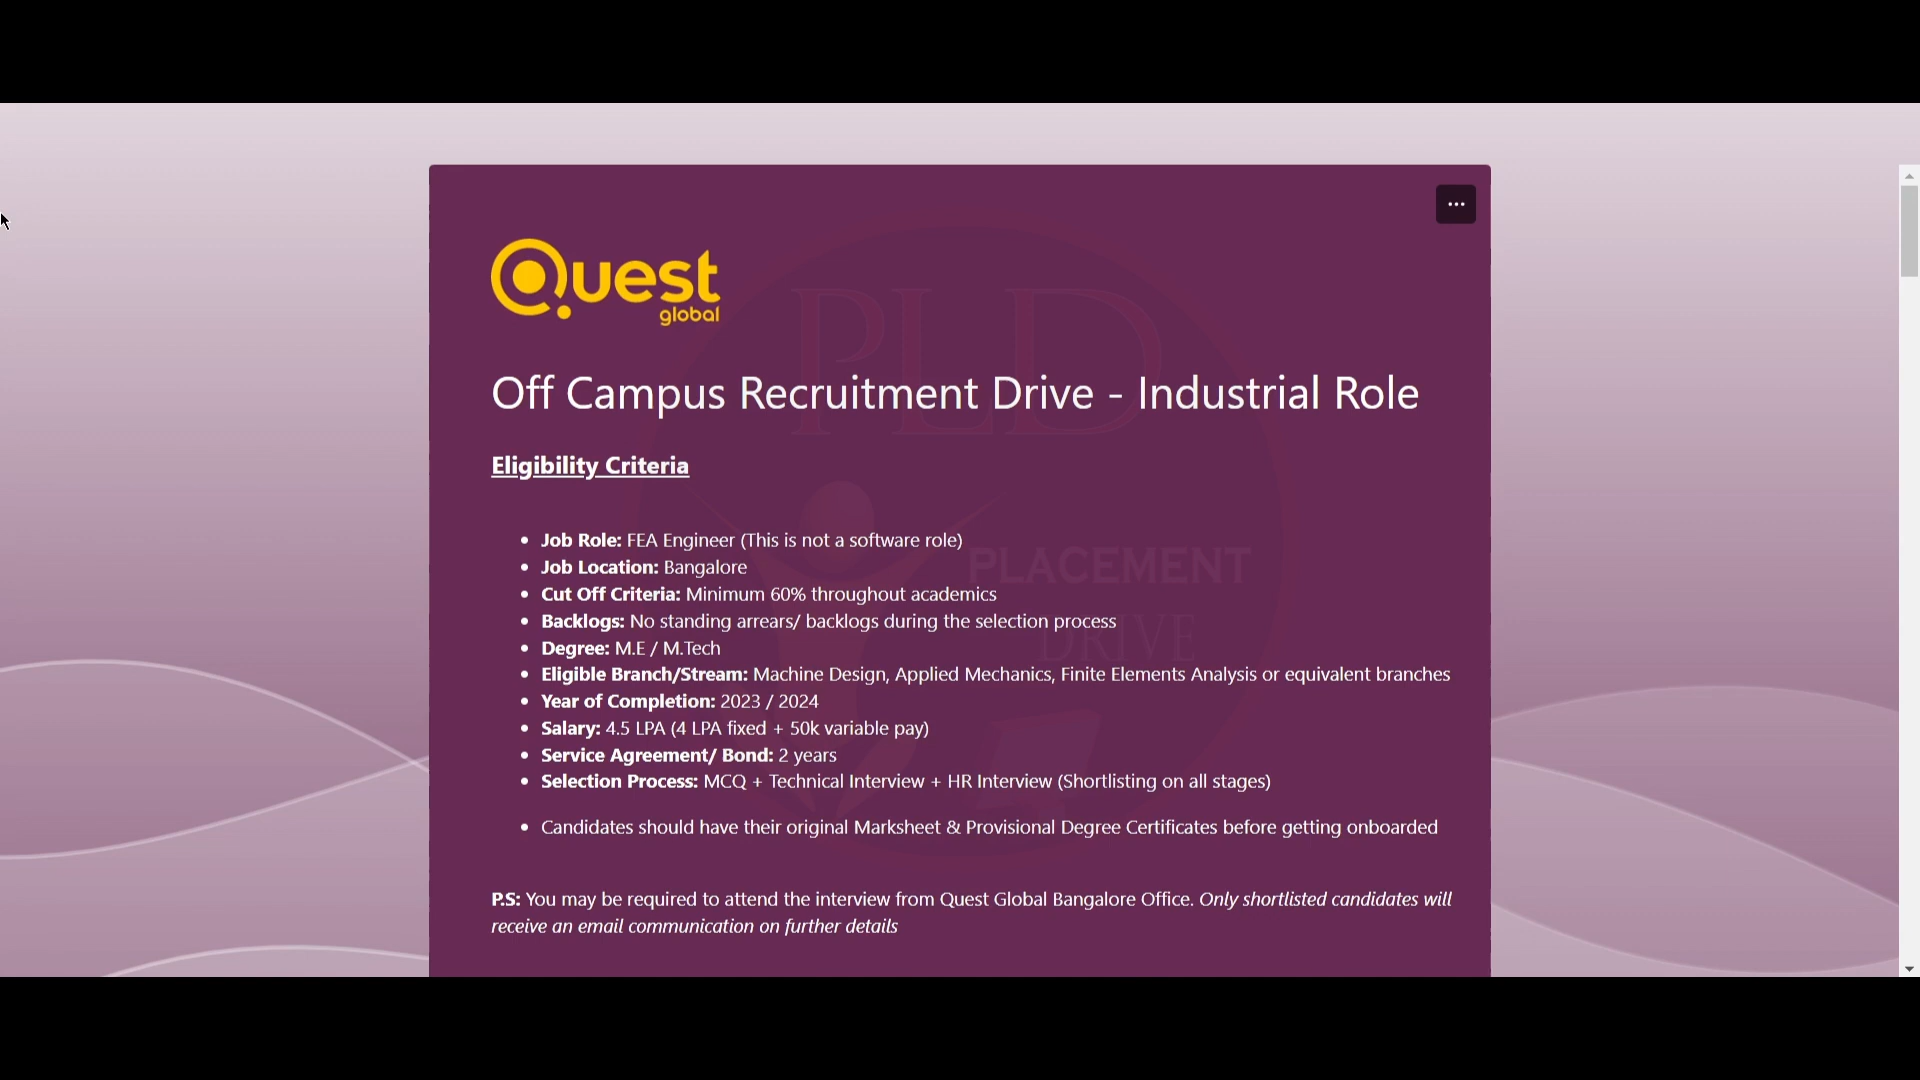 Quest
global
PLD
Off Campus Recruitment Drive - Industrial Role
Eligibility Criteria
Job Role: FEA Engineer (This is not a software role)
PLACEMENT
Job Location: Bangalore
Cut Off Criteria: Minimum 60% throughout academics
Backlogs: No standing arrears/ backlogs during the selection process
DRIVE
Degree: M.E / M.Tech
Eligible Branch/Stream: Machine Design, Applied Mechanics, Finite Elements Analysis or equivalent branches
Year of Completion: 2023 / 2024
Salary: 4.5 LPA (4 LPA fixed + 50k variable pay)
Service Agreement/ Bond: 2 years
Selection Process: MCQ + Technical Interview + HR Interview (Shortlisting on all stages)
Candidates should have their original Marksheet & Provisional Degree Certificates before getting onboarded
P.S: You may be required to attend the interview from Quest Global Bangalore Office. Only shortlisted candidates will
receive an email communication on further details